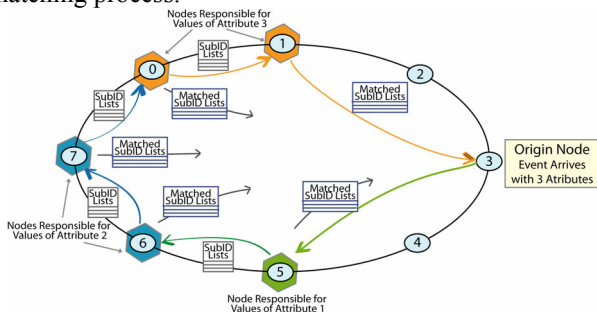 atching process.
Nodes Responsible for
Values of Attribute 3
1
SubID
Lists
0
2
Matched
SubID Lists
SubID
Lists
Matched
SubID Lists
7
Matched
SubID Lists
3
Origin Node
Event Arrives
with 3 Atributes
SubID
Lists
Matched
SubID Lists
Matched
SubID Lists
Nodes Responsible for
Values of Attribute 2
6
SubID
Lists
4
5
Node Responsible for
Values of Attribute 1